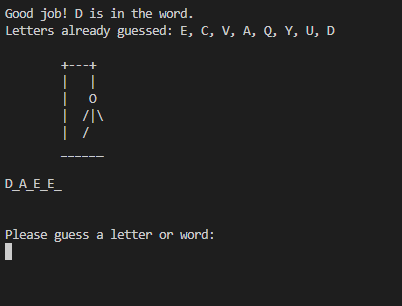 Good job! D is in the word.
Letters already guessed: E, C, V, A, Q, Y, U, D
+---+
|   |
|   O
|  /|\
|  /
______
D_A_E_E_
Please guess a letter or word: